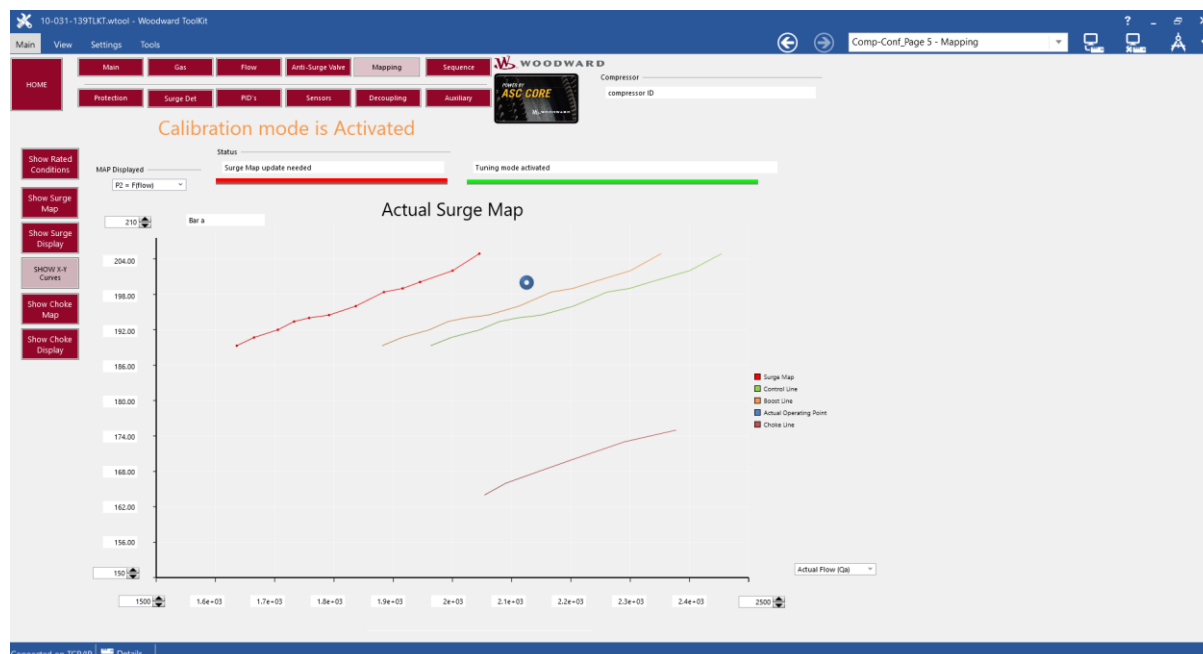 10-031-139TLKT.wtool - Woodward ToolKit
? _
Main View Settings Tools
Comp-Conf_Page 5 - Mapping
HOME
Main Gas Flow Anti-Surge Valve Mapping Sequence
Protection Surge Det PID's Sensors Decoupling Auxiliary
WOODWARD
POWER BY
ASC CORE
Compressor
compressor ID
Calibration mode is Activated
Status
Surge Map update needed
Tuning mode activated
Show Rated
Conditions
MAP Displayed
P2 = F(flow)
Show Surge
Map
Show Surge
Display
SHOW X-Y
Curves
Show Choke
Map
Show Choke
Display
Actual Surge Map
210
Bar a
204.00
198.00
192.00
186.00
180.00
174.00
168.00
162.00
156.00
150
Surge Map
Control Line
Boost Line
Actual Operating Point
Choke Line
Actual Flow (Qa)
1500 1.6e+03 1.7e+03 1.8e+03 1.9e+03 2e+03 2.1e+03 2.2e+03 2.3e+03 2.4e+03 2500
Connected on TCP/IP Details